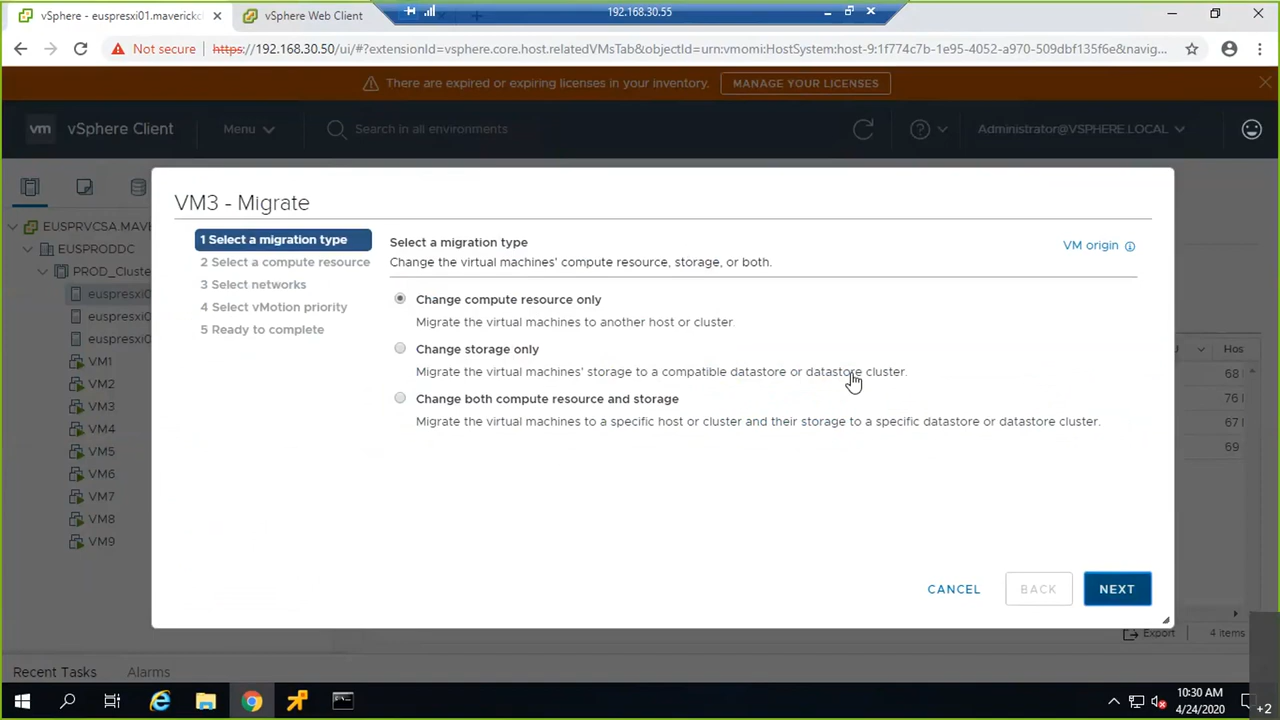 vSphere - euspresxi01.maverickc
vSphere Web Client
192.168.30.55
Not secure
https://192.168.30.50/ui/#?extensionId=vsphere.core.host.relatedVMsTab&objectId=urn:vmomi:HostSystem:host-9:1f774c7b-1e95-4052-a970-509dbf135f6e&navig...
There are expired or expiring licenses in your inventory.
MANAGE YOUR LICENSES
vm
vSphere Client
Menu
Search in all environments
Administrator@VSPHERE.LOCAL
EUSPRVCSA.MAV
EUSPRODDC
PROD_Cluste
euspresxi0
euspresxi0
euspresxi0
VM1
VM2
VM3
VM4
VM5
VM6
VM7
VM8
VM9
VM3 - Migrate
1 Select a migration type
2 Select a compute resource
3 Select networks
4 Select vMotion priority
5 Ready to complete
Select a migration type
VM origin
Change the virtual machines' compute resource, storage, or both.
Change compute resource only
Migrate the virtual machines to another host or cluster.
Change storage only
Migrate the virtual machines' storage to a compatible datastore or datastore cluster.
Change both compute resource and storage
Migrate the virtual machines to a specific host or cluster and their storage to a specific datastore or datastore cluster.
CANCEL
BACK
NEXT
Hos
68
76
67
69
Export
4 items
Recent Tasks
Alarms
10:30 AM
4/24/2020
+2